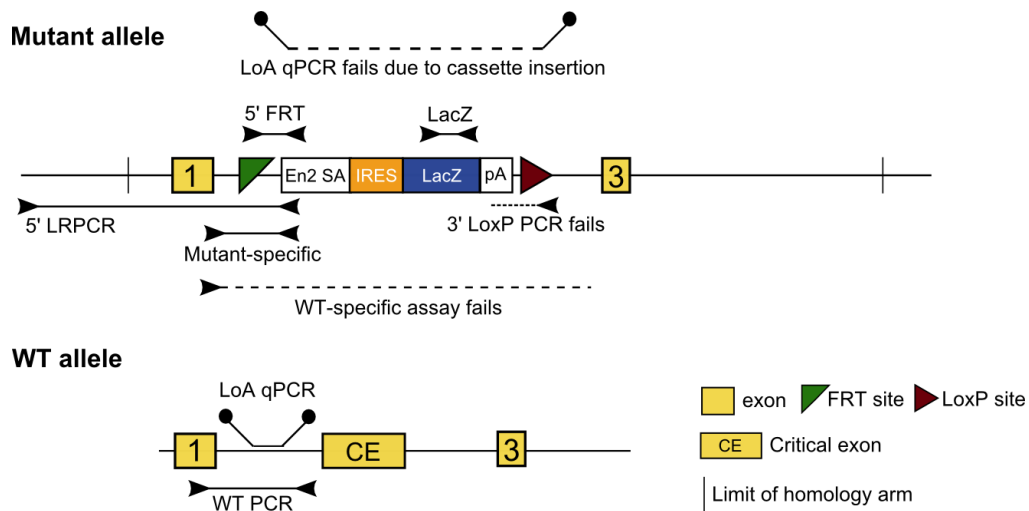 Mutant allele
LoA qPCR fails due to cassette insertion
5' FRT
LacZ
1
En2 SA
IRES
LacZ
pA
3
5' LRPCR
3' LoxP PCR fails
Mutant-specific
WT-specific assay fails
WT allele
LoA qPCR
1
CE
3
WT PCR
exon
FRT site
LoxP site
CE
Critical exon
Limit of homology arm